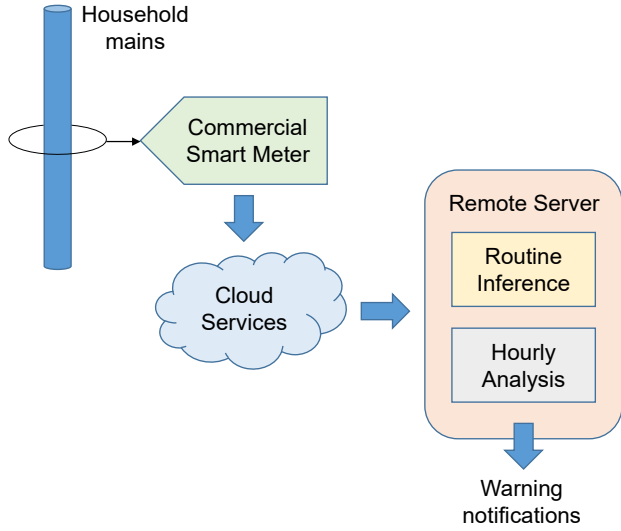 Household
mains
Commercial
Smart Meter
Cloud
Services
Remote Server
Routine
Inference
Hourly
Analysis
Warning
notifications